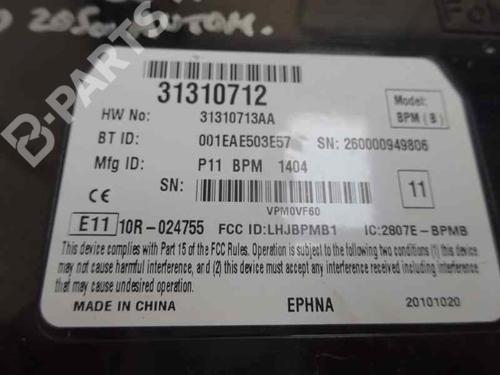 31310712
HW No: 31310713AA
Model: BPM (B)
BT ID: 001EAE503E57 SN: 260000949806
Mfg ID: P11 BPM 1404
SN:
VPM0VF60
11
CE
E11 10R-024755 FCC ID:LHJBPMB1 IC:2807E-BPMB
This device complies with Part 15 of the FCC Rules. Operation is subject to the following two conditions (1) this device
may not cause harmful interference, and (2) this device must accept any interference received including interference
that may cause undesired operation.
MADE IN CHINA EPHNA 20101020
B-PARTS